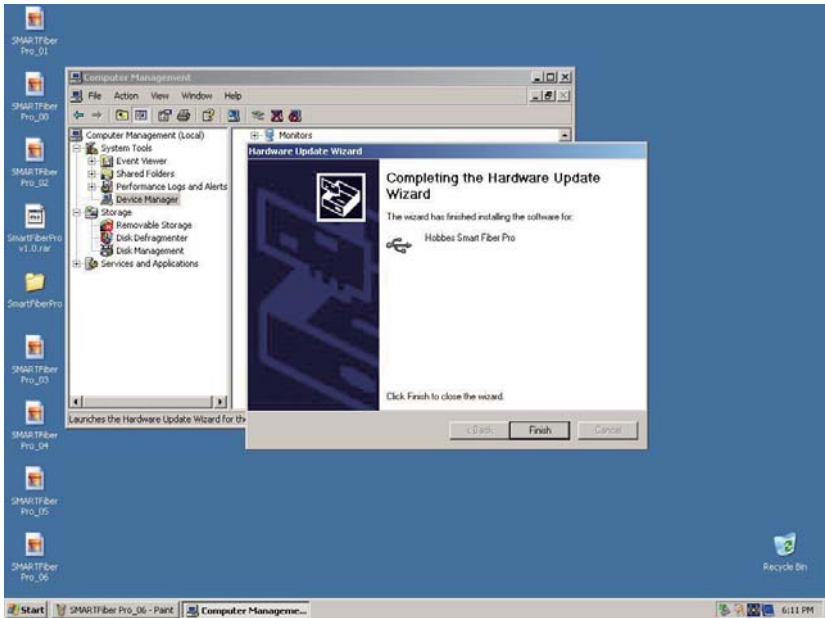 SMARTFiber
Pro_01
SMARTFiber
Pro_00
SMARTFiber
Pro_02
SmartFiberPro
v1.0.rar
SmartFiberPro
SMARTFiber
Pro_03
SMARTFiber
Pro_04
SMARTFiber
Pro_05
SMARTFiber
Pro_06
Computer Management
File Action View Window Help
Computer Management (Local)
System Tools
Event Viewer
Shared Folders
Performance Logs and Alerts
Device Manager
Storage
Removable Storage
Disk Defragmenter
Disk Management
Services and Applications
Monitors
Launches the Hardware Update Wizard for th
Hardware Update Wizard
Completing the Hardware Update
Wizard
The wizard has finished installing the software for:
Hobbes Smart Fiber Pro
Click Finish to close the wizard.
< Back Finish Cancel
Recycle Bin
Start SMARTFiber Pro_06 - Paint Computer Manageme... 6:11 PM